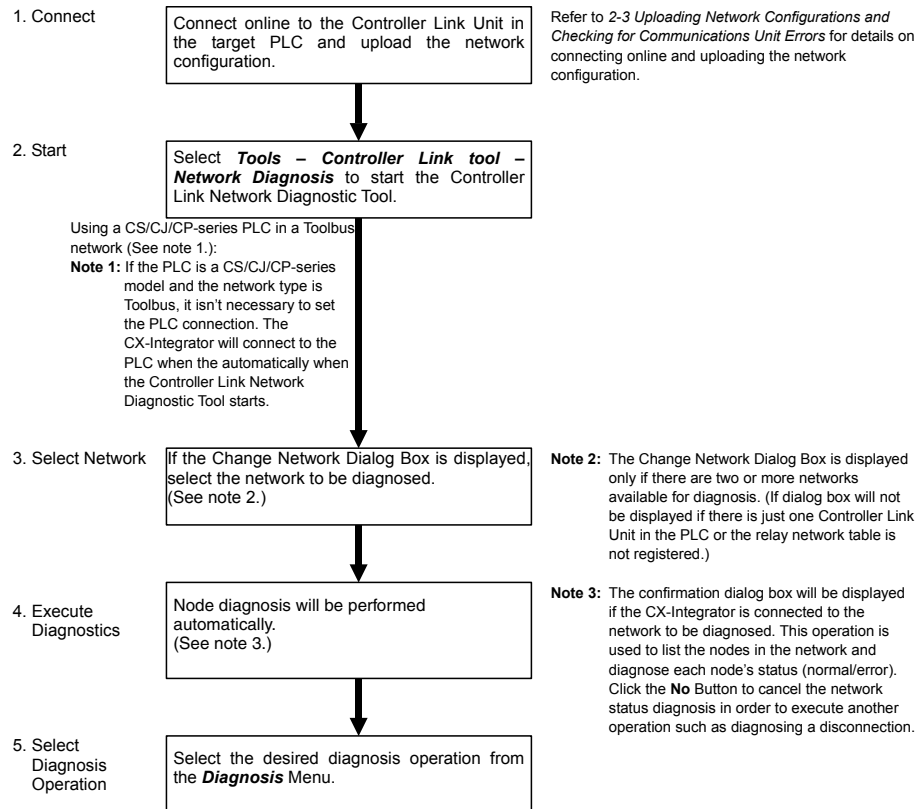 1. Connect
Connect online to the Controller Link Unit in
the target PLC and upload the network
configuration.
Refer to 2-3 Uploading Network Configurations and
Checking for Communications Unit Errors for details on
connecting online and uploading the network
configuration.
2. Start
Select Tools – Controller Link tool –
Network Diagnosis to start the Controller
Link Network Diagnostic Tool.
Using a CS/CJ/CP-series PLC in a Toolbus
network (See note 1.):
Note 1: If the PLC is a CS/CJ/CP-series
model and the network type is
Toolbus, it isn't necessary to set
the PLC connection. The
CX-Integrator will connect to the
PLC when the automatically when
the Controller Link Network
Diagnostic Tool starts.
3. Select Network
If the Change Network Dialog Box is displayed,
select the network to be diagnosed.
(See note 2.)
Note 2: The Change Network Dialog Box is displayed
only if there are two or more networks
available for diagnosis. (If dialog box will not
be displayed if there is just one Controller Link
Unit in the PLC or the relay network table is
not registered.)
4. Execute
Diagnostics
Node diagnosis will be performed
automatically.
(See note 3.)
Note 3: The confirmation dialog box will be displayed
if the CX-Integrator is connected to the
network to be diagnosed. This operation is
used to list the nodes in the network and
diagnose each node's status (normal/error).
Click the No Button to cancel the network
status diagnosis in order to execute another
operation such as diagnosing a disconnection.
5. Select
Diagnosis
Operation
Select the desired diagnosis operation from
the Diagnosis Menu.